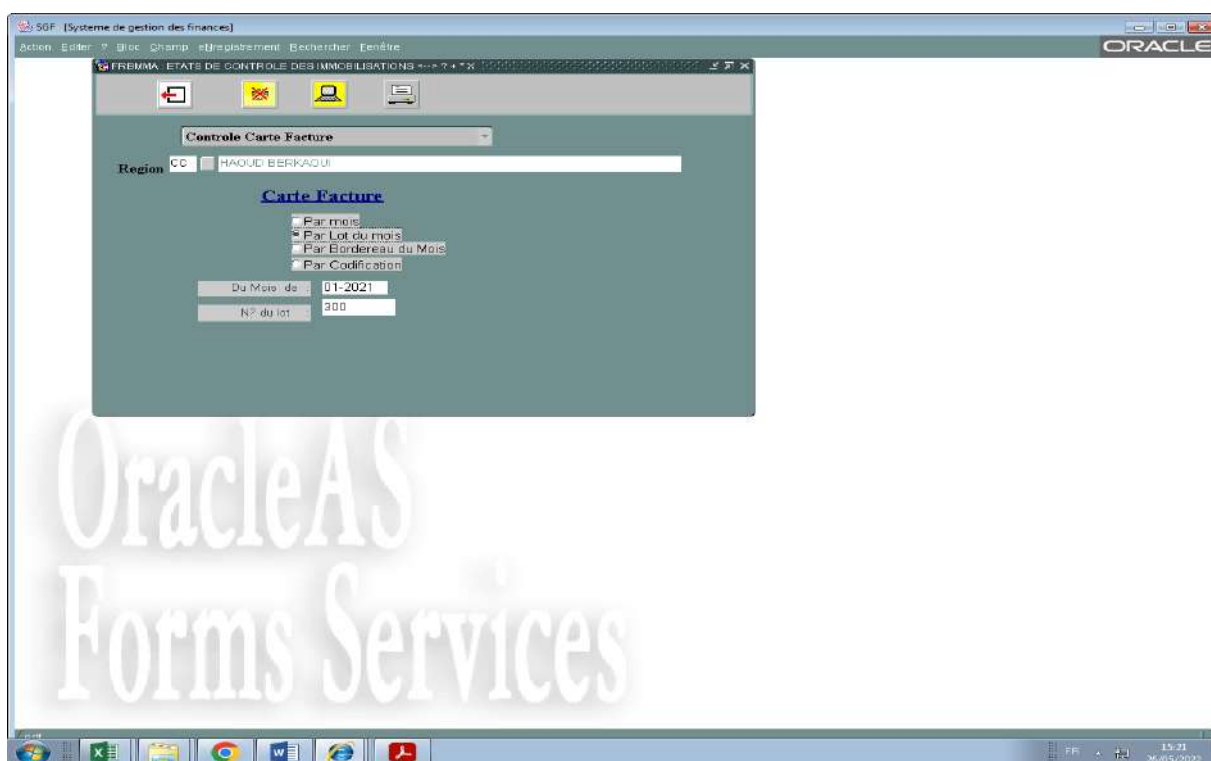 SGF [Systeme de gestion des finances]
Action Editer ? Bloc Champ eNregistrement Rechercher Fenêtre
ORACLE
FREMMA : ETATS DE CONTROLE DES IMMOBILISATIONS
Controle Carte Facture
Region CC HAOUD BERKAOUI
Carte Facture
Par mois
Par Lot du mois
Par Bordereau du Mois
Par Codification
Du Mois de : 01-2021
N? du lot : 300
OracleAS
Forms Services
FR 15:21